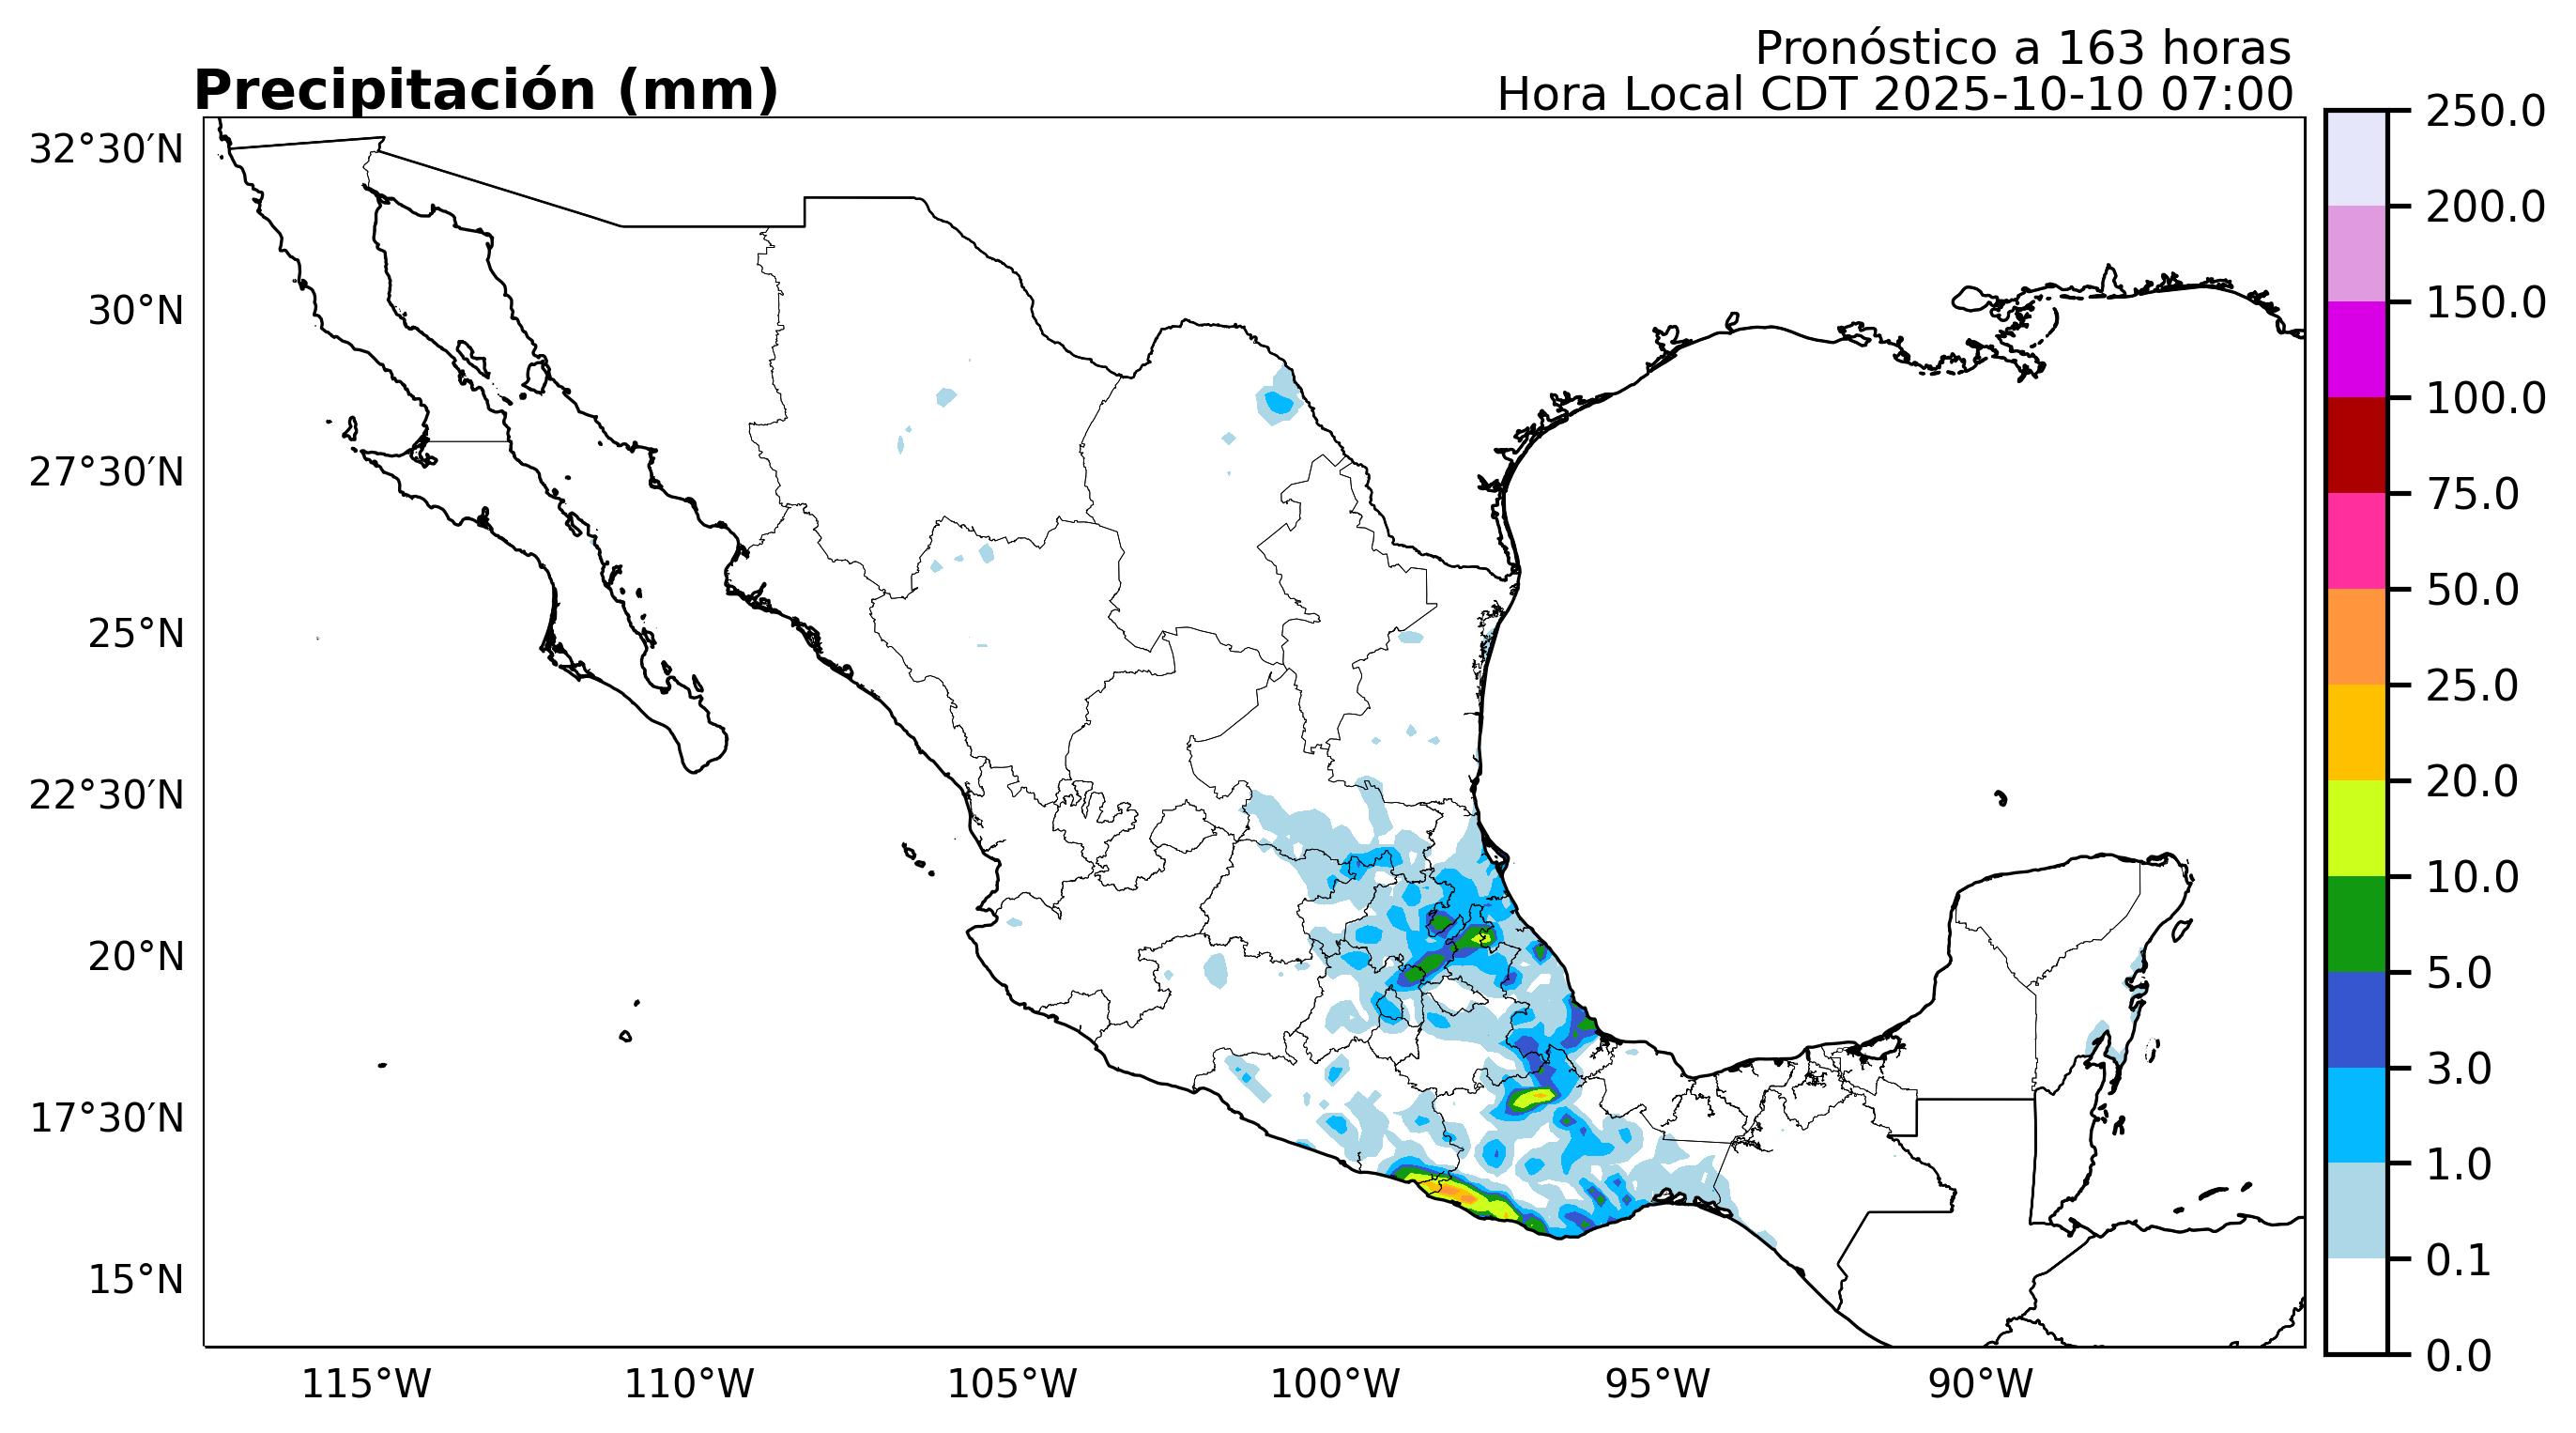 Pronóstico a 163 horas
Precipitación (mm)
Hora Local CDT 2025-10-10 07:00
32°30′N
30°N
27°30′N
25°N
22°30′N
20°N
17°30′N
15°N
115°W
110°W
105°W
100°W
95°W
90°W
250.0
200.0
150.0
100.0
75.0
50.0
25.0
20.0
10.0
5.0
3.0
1.0
0.1
0.0